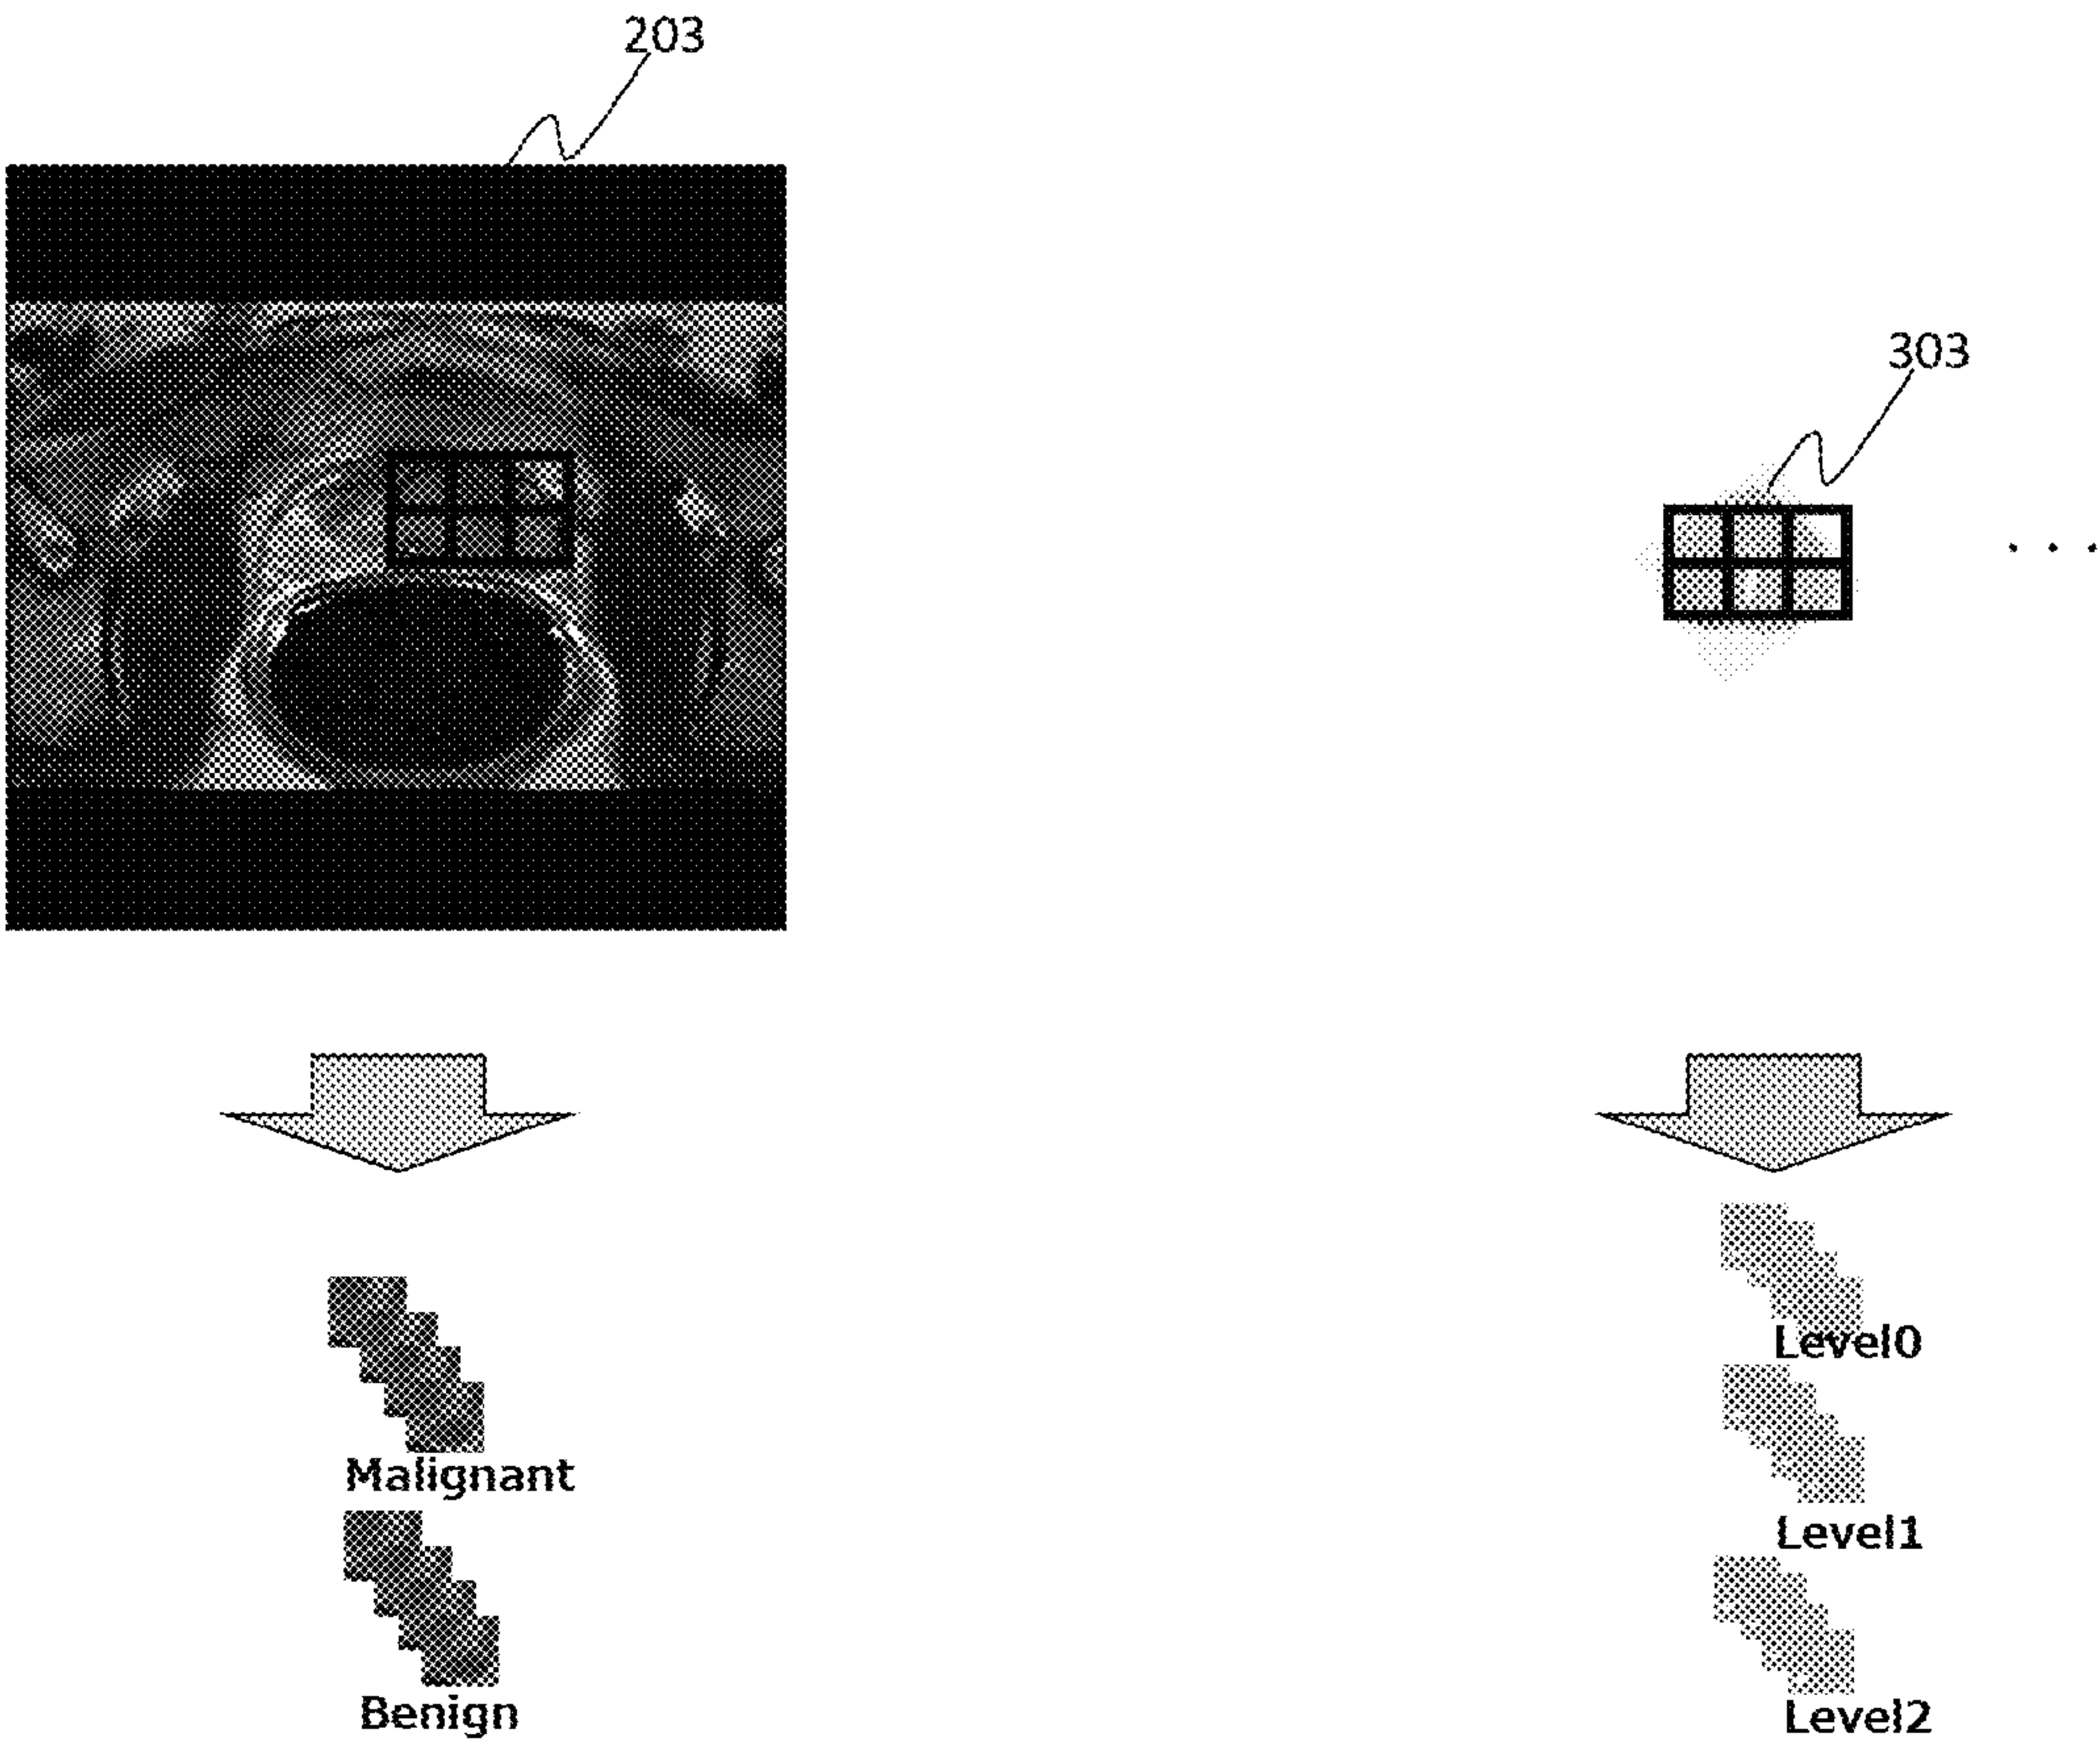 203
303
. . .
Malignant
Benign
Level0
Level1
Level2